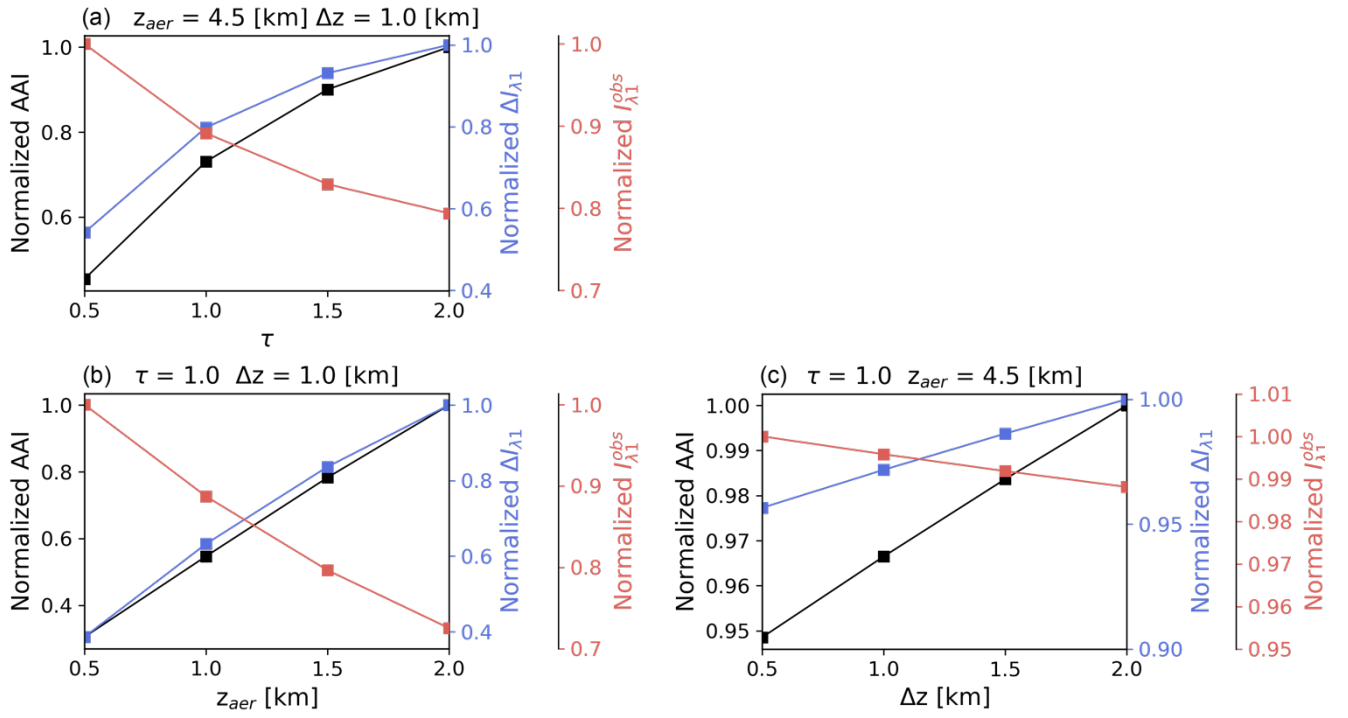 (a) z_aer = 4.5 [km] Δz = 1.0 [km]
Normalized AAI
1.0
0.8
0.6
0.5 1.0 1.5 2.0
τ
1.0
0.8
0.6
0.4
Normalized ΔI_λ1
1.0
0.9
0.8
0.7
Normalized I_λ1^obs
(b) τ = 1.0 Δz = 1.0 [km]
Normalized AAI
1.0
0.8
0.6
0.4
0.5 1.0 1.5 2.0
z_aer [km]
1.0
0.8
0.6
0.4
Normalized ΔI_λ1
1.0
0.9
0.8
0.7
Normalized I_λ1^obs
(c) τ = 1.0 z_aer = 4.5 [km]
Normalized AAI
1.00
0.99
0.98
0.97
0.96
0.95
0.5 1.0 1.5 2.0
Δz [km]
1.00
0.95
0.90
Normalized ΔI_λ1
1.01
1.00
0.99
0.98
0.97
0.96
0.95
Normalized I_λ1^obs